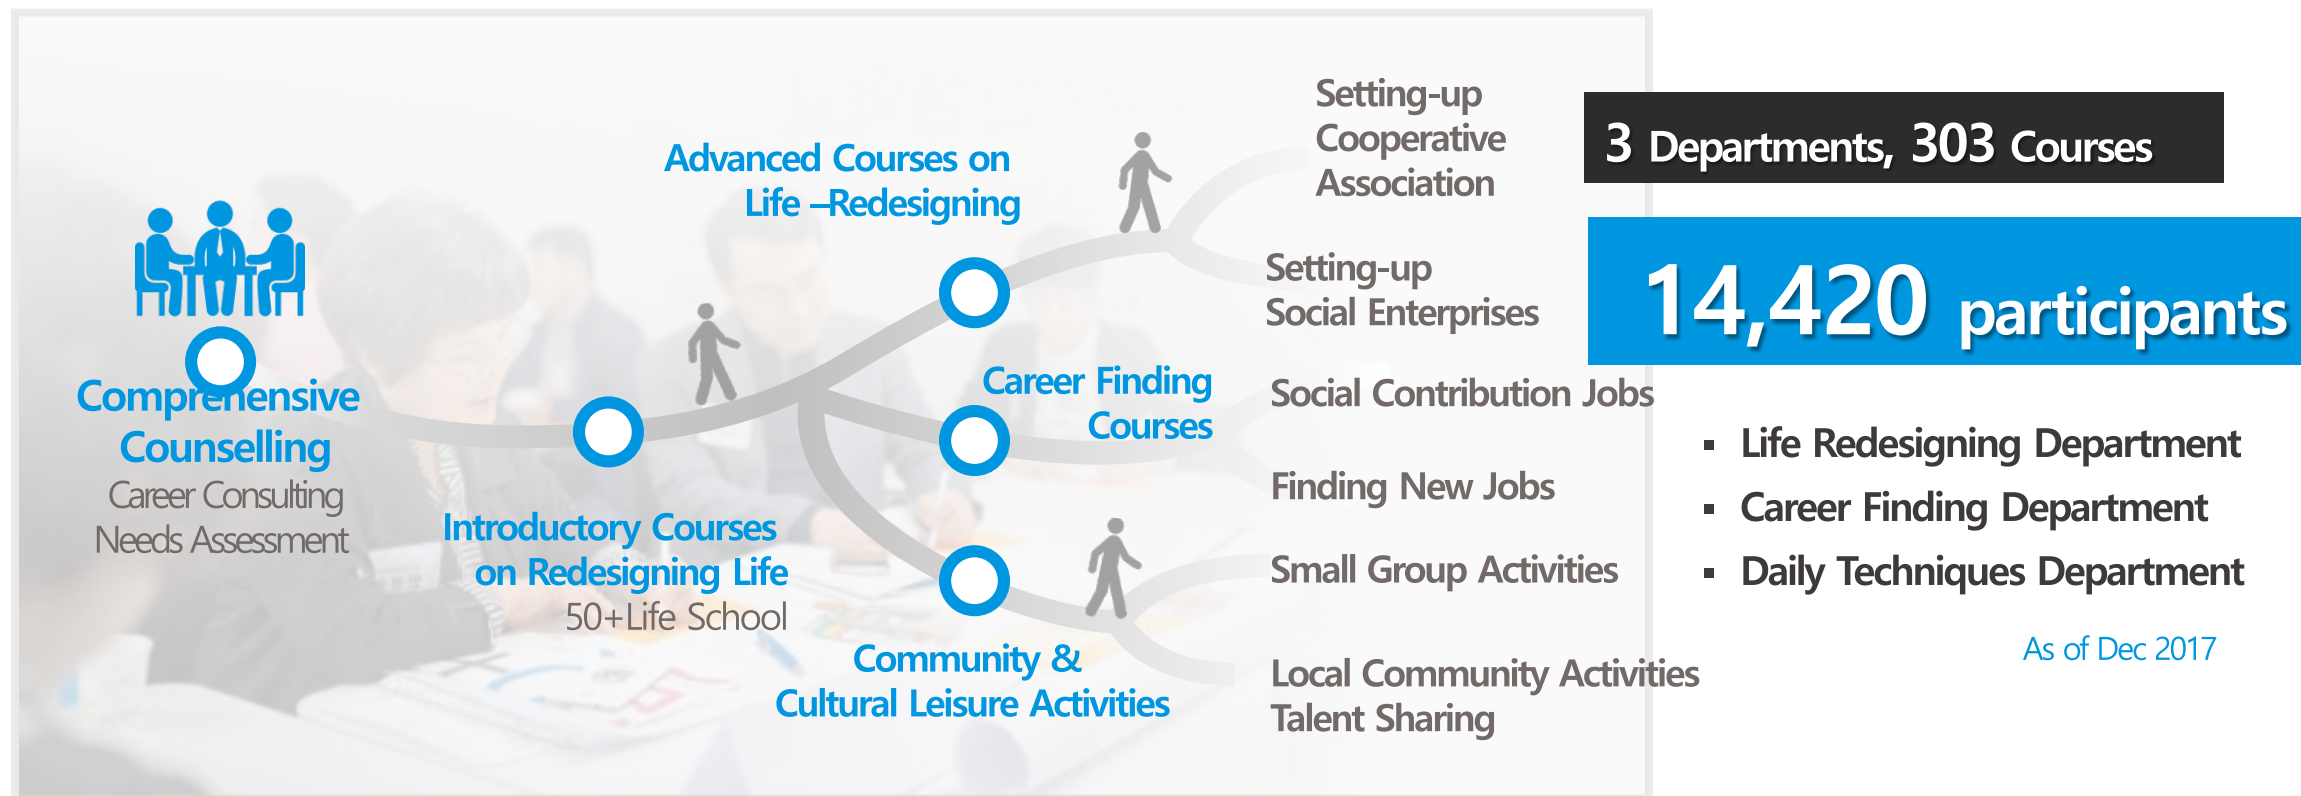 Comprehensive
Counselling
Career Consulting
Needs Assessment
Introductory Courses
on Redesigning Life
50+Life School
Advanced Courses on
Life –Redesigning
Career Finding
Courses
Community &
Cultural Leisure Activities
Setting-up
Cooperative
Association
Setting-up
Social Enterprises
Social Contribution Jobs
Finding New Jobs
Small Group Activities
Local Community Activities
Talent Sharing
3 Departments, 303 Courses
14,420 participants
▪ Life Redesigning Department
▪ Career Finding Department
▪ Daily Techniques Department
As of Dec 2017